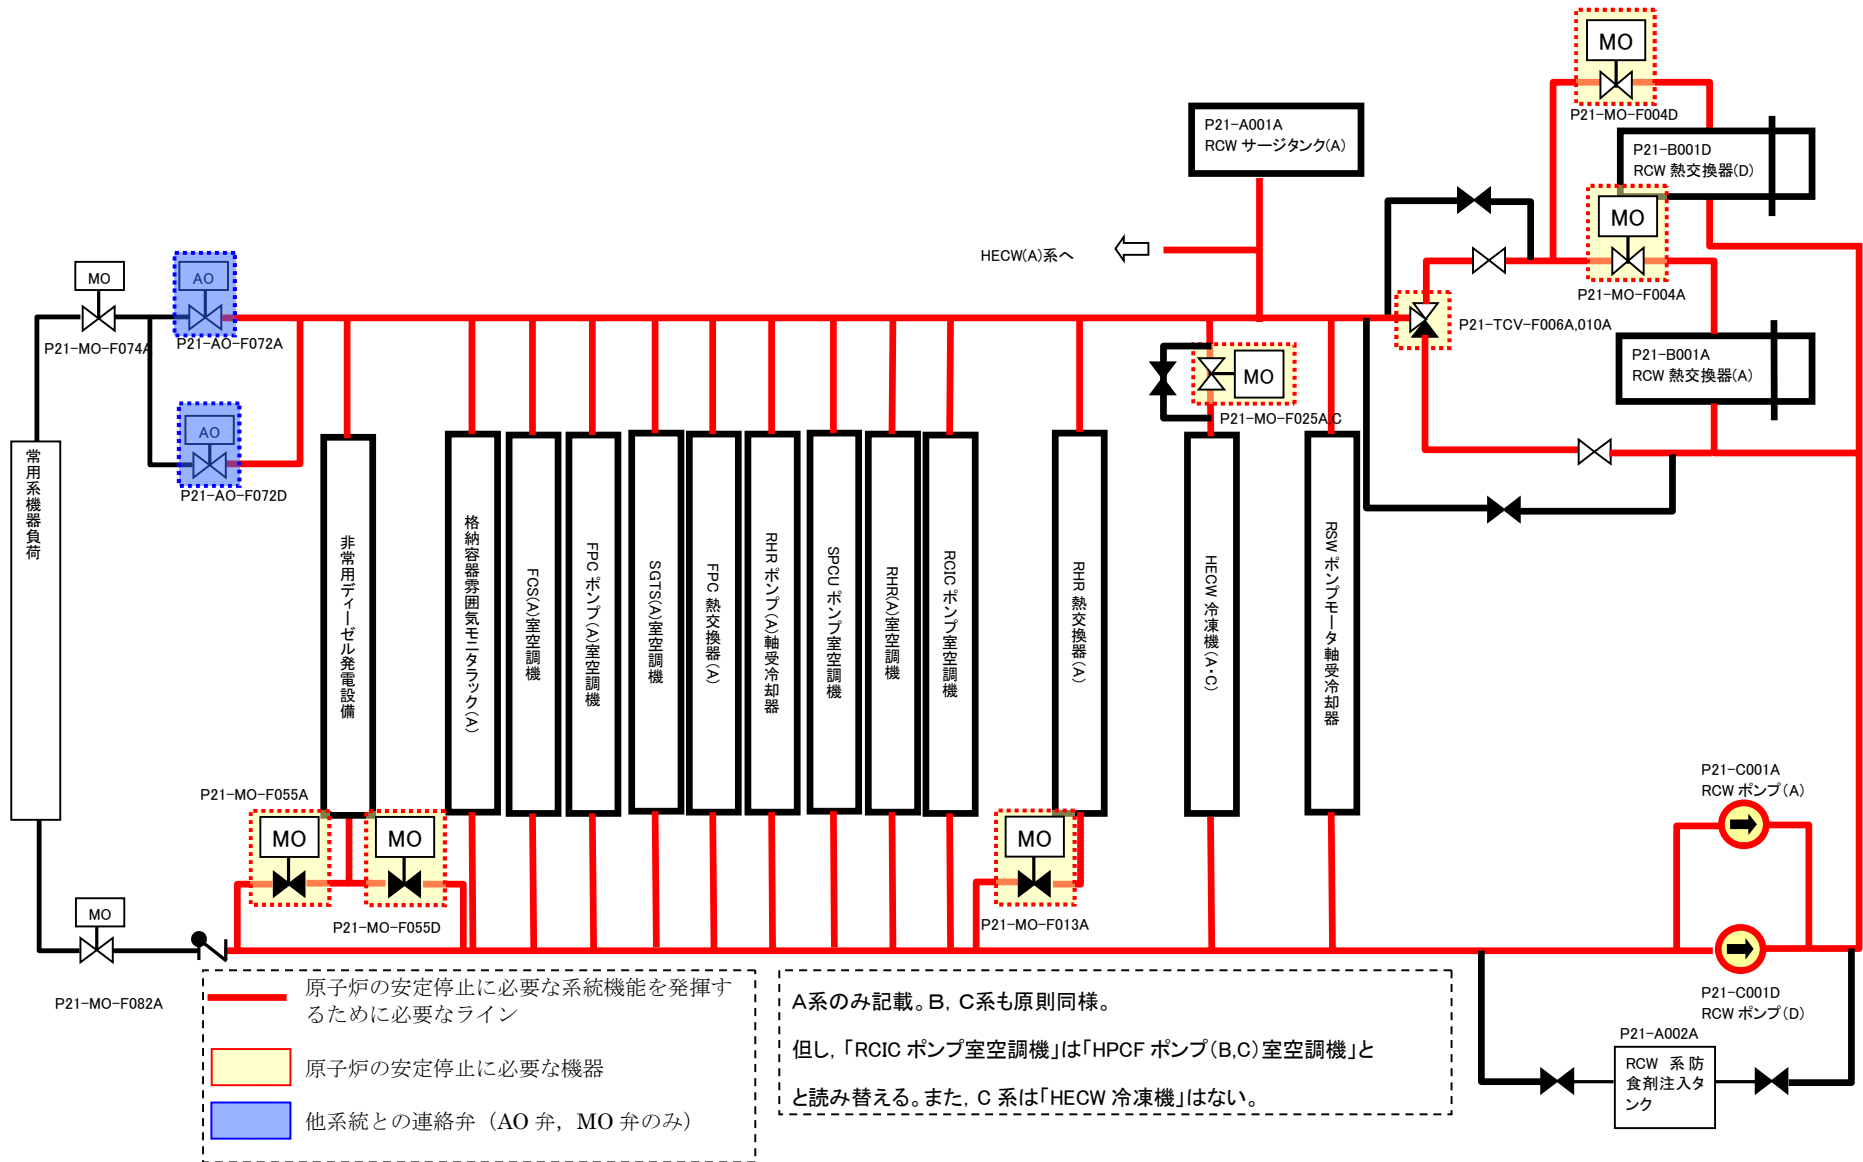 MO
P21-MO-F004D
P21-A001A
RCW サージタンク(A)
P21-B001D
RCW 熱交換器(D)
MO
P21-MO-F004A
HECW(A)系へ
MO
AO
P21-MO-F074A
P21-AO-F072A
P21-TCV-F006A,010A
P21-B001A
RCW 熱交換器(A)
MO
P21-MO-F025A,C
AO
P21-AO-F072D
常用系機器負荷
非常用ディーゼル発電設備
格納容器雰囲気モニタラック(A)
FCS(A)室空調機
FPC ポンプ(A)室空調機
SGTS(A)室空調機
FPC 熱交換器(A)
RHR ポンプ(A)軸受冷却器
SPCU ポンプ室空調機
RHR(A)室空調機
RCIC ポンプ室空調機
RHR 熱交換器(A)
HECW 冷凍機(A・C)
RSW ポンプモータ軸受冷却器
P21-MO-F055A
MO
MO
P21-MO-F055D
MO
P21-MO-F013A
P21-C001A
RCW ポンプ(A)
MO
P21-MO-F082A
P21-C001D
RCW ポンプ(D)
P21-A002A
RCW 系防
食剤注入タ
ンク
原子炉の安定停止に必要な系統機能を発揮す
るために必要なライン
原子炉の安定停止に必要な機器
他系統との連絡弁（AO 弁，MO 弁のみ）
A系のみ記載。B，C系も原則同様。
但し，「RCIC ポンプ室空調機」は「HPCF ポンプ(B,C)室空調機」と
と読み替える。また，C 系は「HECW 冷凍機」はない。